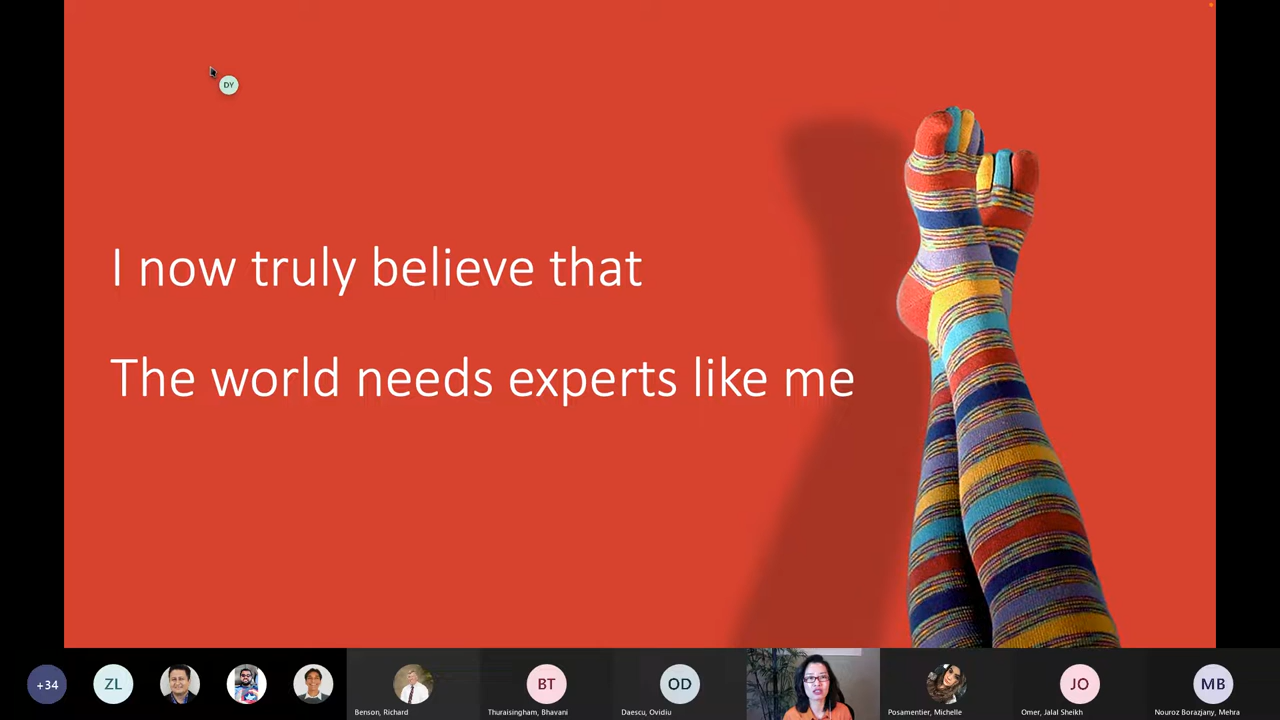 DY
I now truly believe that
The world needs experts like me
+34
ZL
BT
OD
JO
MB
Benson, Richard
Thuraisingham, Bhavani
Daescu, Ovidiu
Posamentier, Michelle
Omer, Jalal Sheikh
Nouroz Borazjany, Mehra